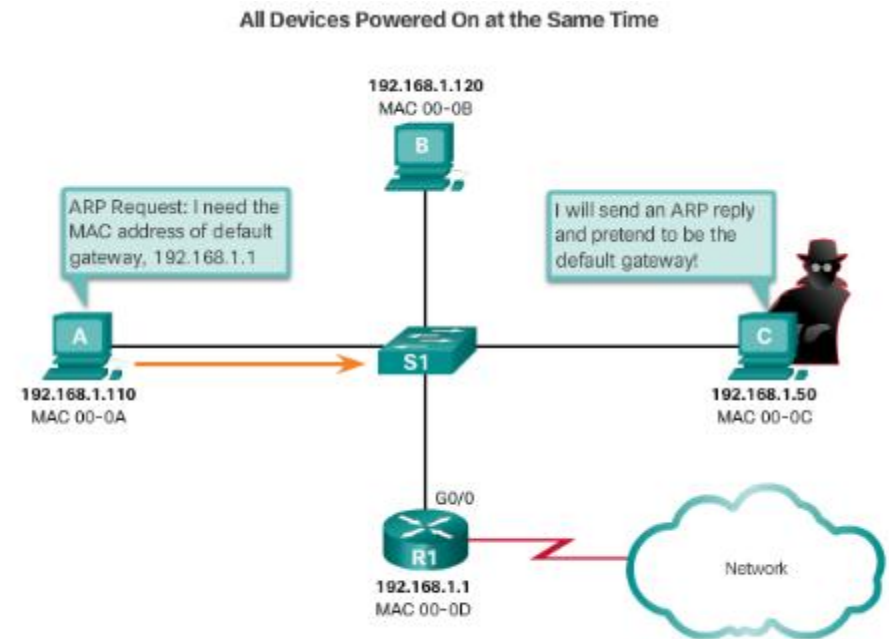 All Devices Powered On at the Same Time
192.168.1.120
MAC 00-0B
B
ARP Request: I need the
MAC address of default
gateway, 192.168.1.1
I will send an ARP reply
and pretend to be the
default gateway!
A
S1
C
192.168.1.110
MAC 00-0A
192.168.1.50
MAC 00-0C
G0/0
R1
192.168.1.1
MAC 00-0D
Network